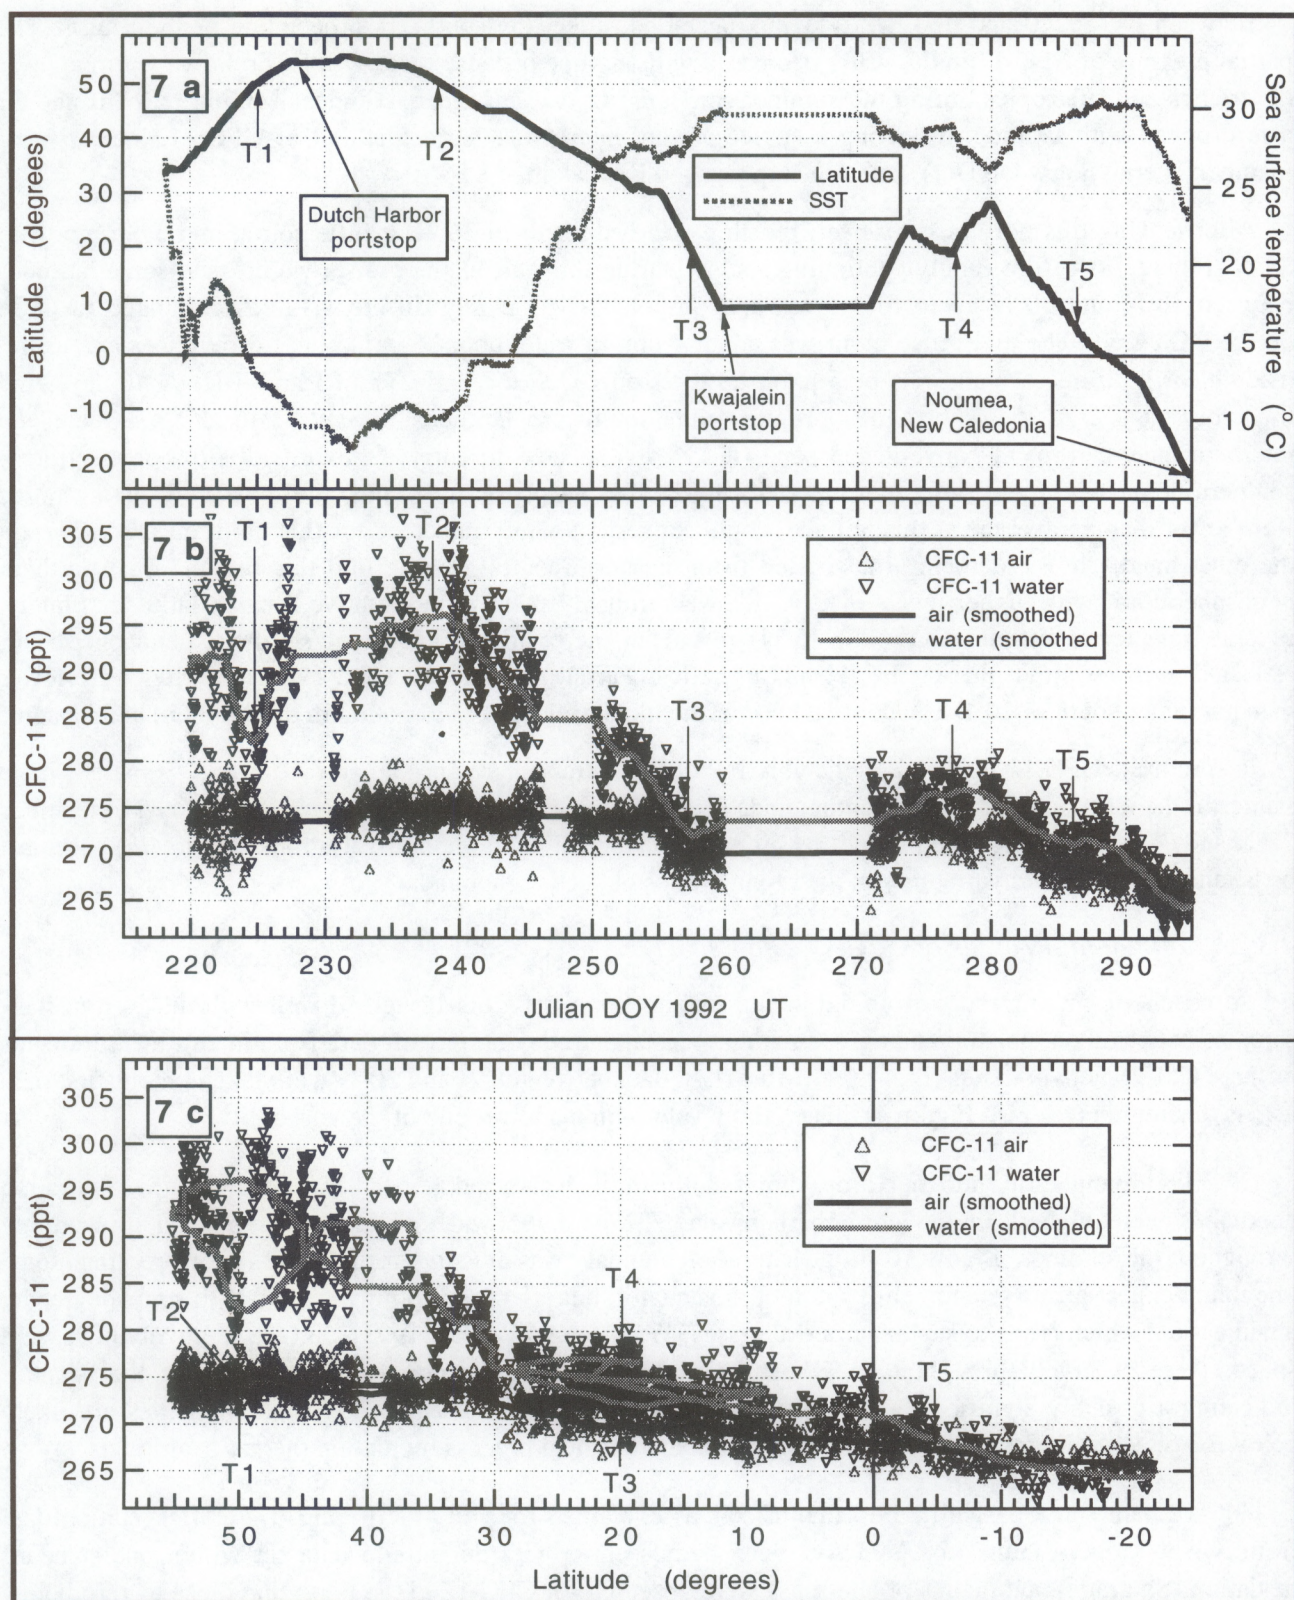 7 a
Latitude (degrees)
50
40
30
20
10
0
-10
-20
Sea surface temperature (°C)
30
25
20
15
10
T1
T2
T3
T4
T5
Dutch Harbor
portstop
Latitude
SST
Kwajalein
portstop
Noumea,
New Caledonia
7 b
CFC-11 (ppt)
305
300
295
290
285
280
275
270
265
T1
T2
T3
T4
T5
CFC-11 air
CFC-11 water
air (smoothed)
water (smoothed
220 230 240 250 260 270 280 290
Julian DOY 1992 UT
7 c
CFC-11 (ppt)
305
300
295
290
285
280
275
270
265
T2
T1
T4
T3
T5
CFC-11 air
CFC-11 water
air (smoothed)
water (smoothed)
50 40 30 20 10 0 -10 -20
Latitude (degrees)